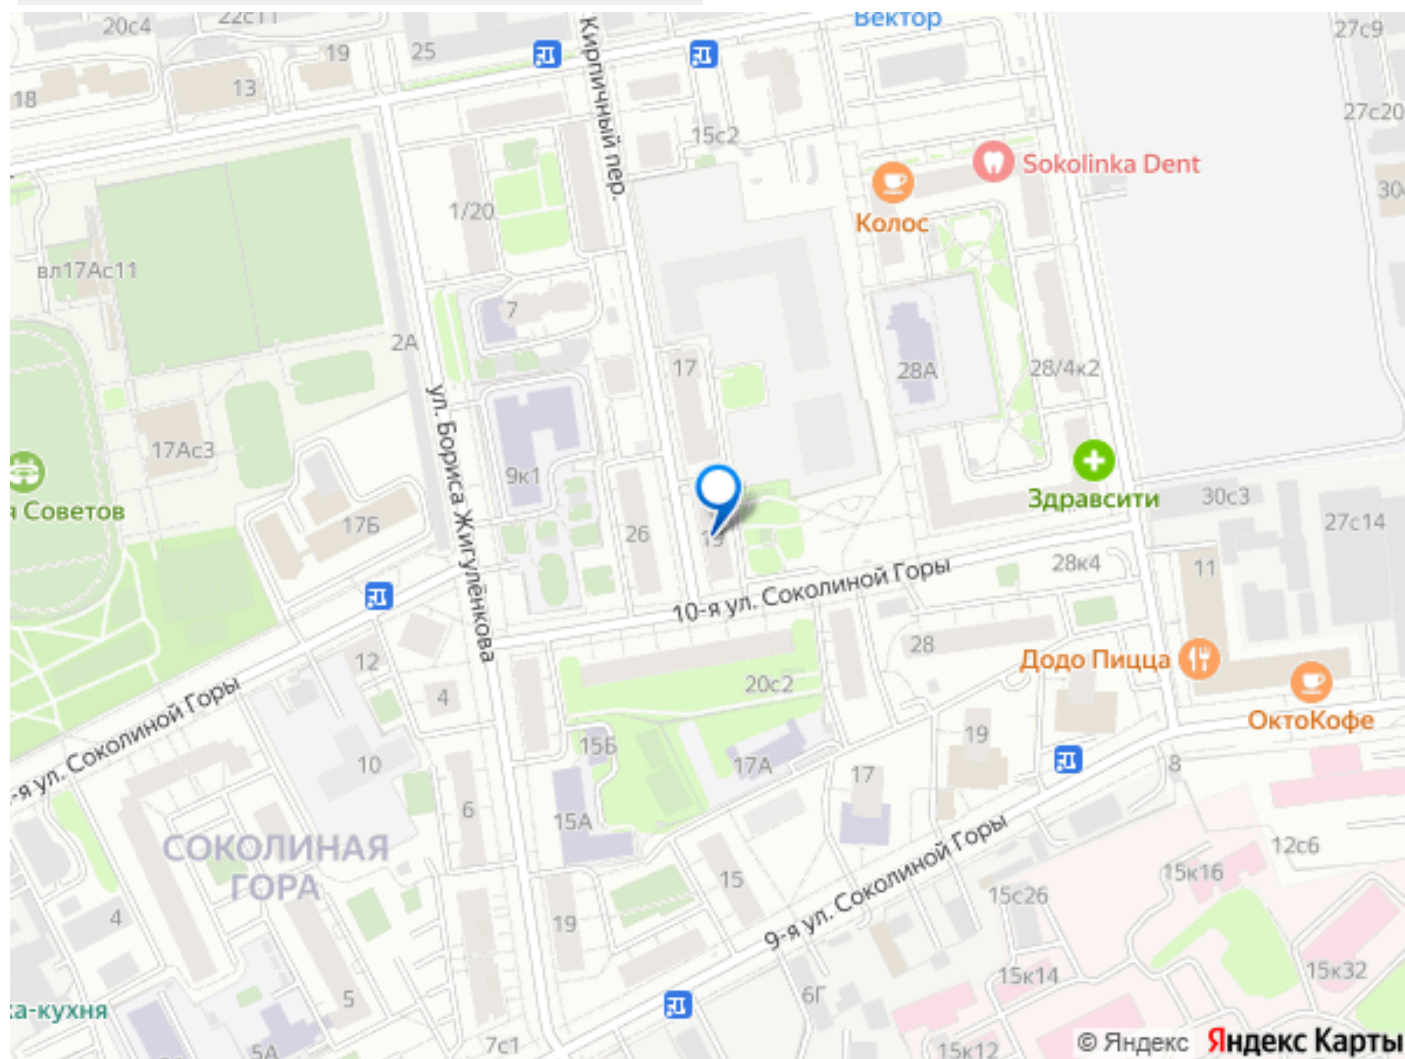 20с4
22с11
Вектор
27с9
19
25
18
13
15с2
27с20
Кирпичный пер.
Sokolinka Dent
Колос
1/20
вл17Ас11
7
2А
17
28А
28/4к2
ул. Бориса Жигулёнкова
17Ас3
9к1
я Советов
17Б
26
19
Здравсити
30с3
27с14
28к4
11
10-я ул. Соколиной Горы
12
4
28
20с2
Додо Пицца
ОктоКофе
-я ул. Соколиной Горы
10
15Б
17А
19
17
8
6
15А
СОКОЛИНАЯ
ГОРА
12с6
15
15к16
15с26
4
19
9-я ул. Соколиной Горы
15к14
15к32
5
6Г
ка-кухня
5А
7с1
15к12
© Яндекс Яндекс Карты